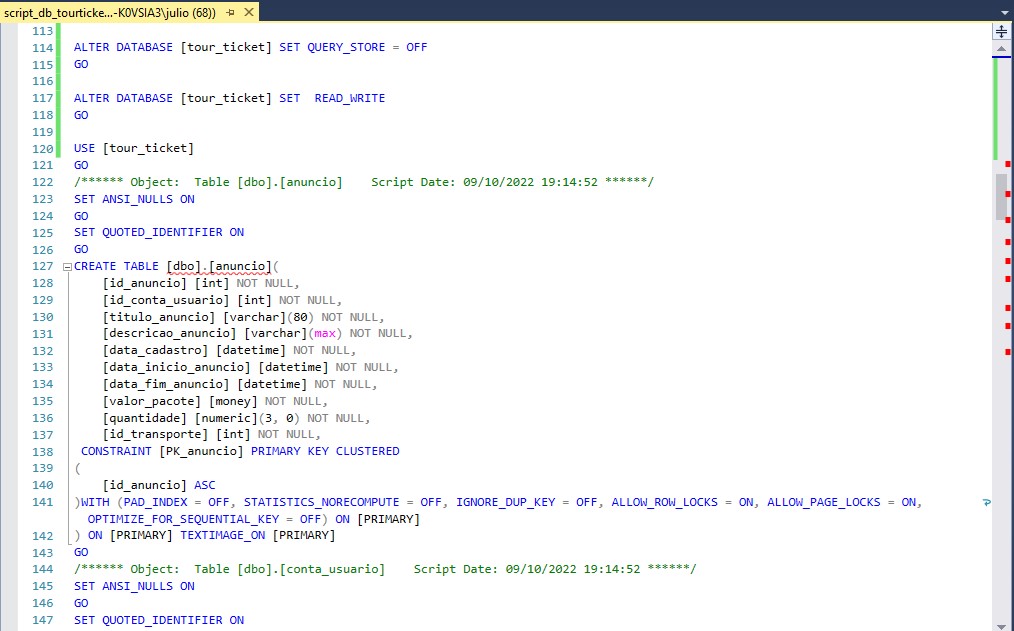 script_db_tourticke...-K0VSIA3\julio (68))
113
114 ALTER DATABASE [tour_ticket] SET QUERY_STORE = OFF
115 GO
116
117 ALTER DATABASE [tour_ticket] SET  READ_WRITE
118 GO
119
120 USE [tour_ticket]
121 GO
122 /****** Object:  Table [dbo].[anuncio]    Script Date: 09/10/2022 19:14:52 ******/
123 SET ANSI_NULLS ON
124 GO
125 SET QUOTED_IDENTIFIER ON
126 GO
127 CREATE TABLE [dbo].[anuncio](
128     [id_anuncio] [int] NOT NULL,
129     [id_conta_usuario] [int] NOT NULL,
130     [titulo_anuncio] [varchar](80) NOT NULL,
131     [descricao_anuncio] [varchar](max) NOT NULL,
132     [data_cadastro] [datetime] NOT NULL,
133     [data_inicio_anuncio] [datetime] NOT NULL,
134     [data_fim_anuncio] [datetime] NOT NULL,
135     [valor_pacote] [money] NOT NULL,
136     [quantidade] [numeric](3, 0) NOT NULL,
137     [id_transporte] [int] NOT NULL,
138  CONSTRAINT [PK_anuncio] PRIMARY KEY CLUSTERED
139 (
140     [id_anuncio] ASC
141 )WITH (PAD_INDEX = OFF, STATISTICS_NORECOMPUTE = OFF, IGNORE_DUP_KEY = OFF, ALLOW_ROW_LOCKS = ON, ALLOW_PAGE_LOCKS = ON,
OPTIMIZE_FOR_SEQUENTIAL_KEY = OFF) ON [PRIMARY]
142 ) ON [PRIMARY] TEXTIMAGE_ON [PRIMARY]
143 GO
144 /****** Object:  Table [dbo].[conta_usuario]    Script Date: 09/10/2022 19:14:52 ******/
145 SET ANSI_NULLS ON
146 GO
147 SET QUOTED_IDENTIFIER ON